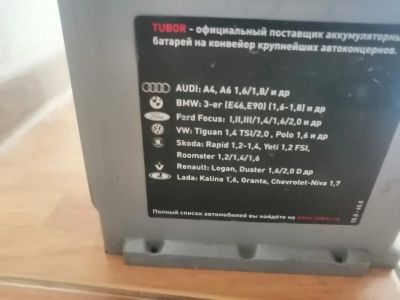 TUBOR - официальный поставщик аккумуляторны
батарей на конвейер крупнейших автоконцернов.
AUDI: A4, A6 1,6/1,8/ и др
BMW: 3-er (E46,E90) (1,6-1,8) и др
Ford Focus: I,II,III/1,4/1,6/2,0 и др
VW: Tiguan 1,4 TSI/2,0 , Polo 1,6 и др
Skoda: Rapid 1,2-1,4, Yeti 1,2 FSI,
Roomster 1,2/1,4/1,6
Renault: Logan, Duster 1,6/2,0 D др
Lada: Kalina 1,6, Granta, Chevrolet-Niva 1,7
Полный список автомобилей вы найдете на www.tubor.ru